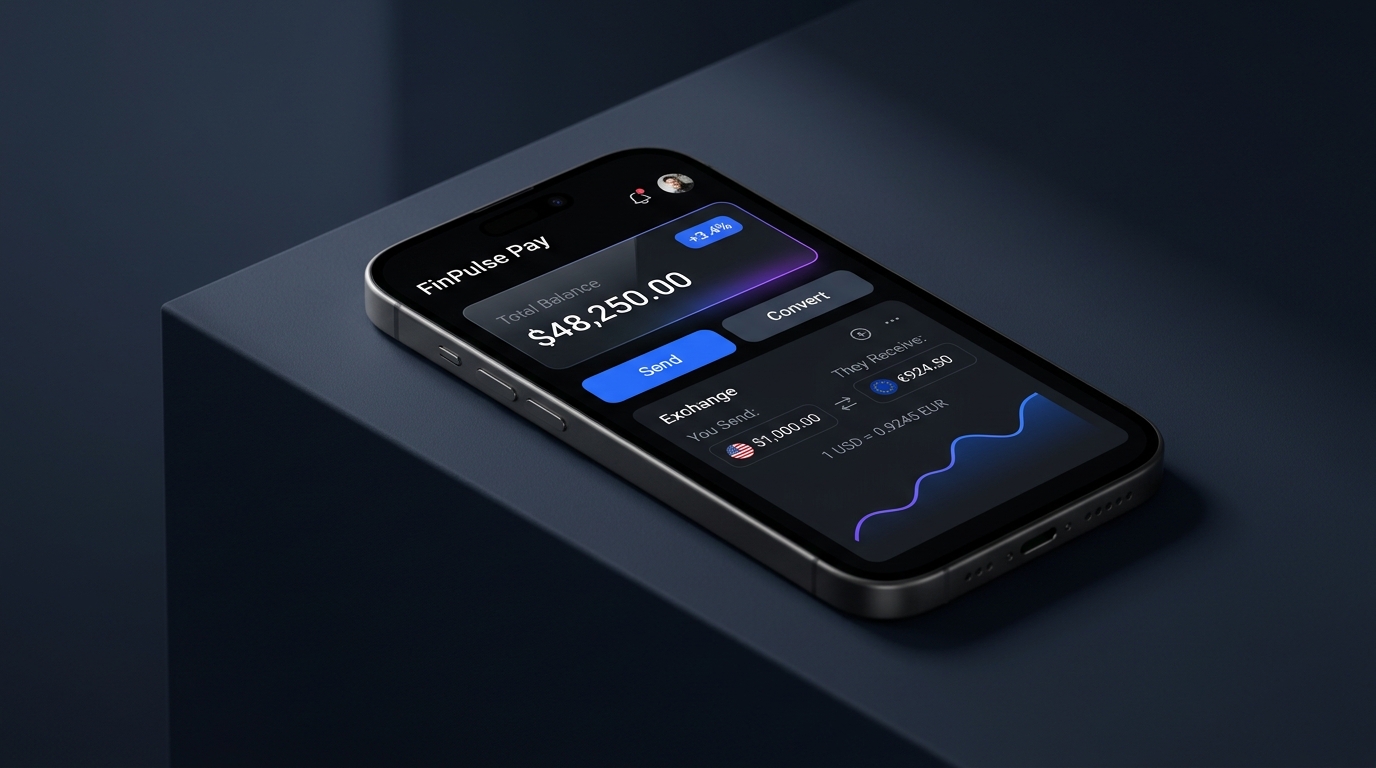 FinPulse Pay
Total Balance
+3.4%
$48,250.00
Send
Convert
Exchange
You Send:
$1,000.00
They Receive:
€924.50
1 USD = 0.9245 EUR